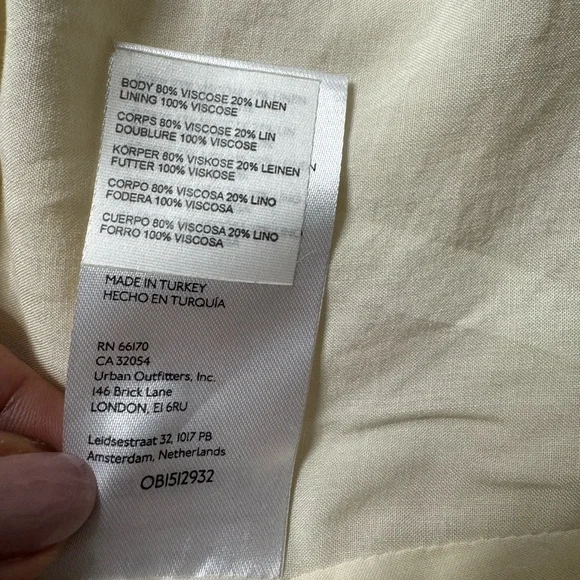 BODY 80% VISCOSE 20% LINEN
LINING 100% VISCOSE
CORPS 80% VISCOSE 20% LIN
DOUBLURE 100% VISCOSE
KÖRPER 80% VISKOSE 20% LEINEN
FUTTER 100% VISKOSE
CORPO 80% VISCOSA 20% LINO
FODERA 100% VISCOSA
CUERPO 80% VISCOSA 20% LINO
FORRO 100% VISCOSA
MADE IN TURKEY
HECHO EN TURQUÍA
RN 66170
CA 32054
Urban Outfitters, Inc.
146 Brick Lane
LONDON, E1 6RU
Leidsestraat 32, 1017 PB
Amsterdam, Netherlands
OB1512932